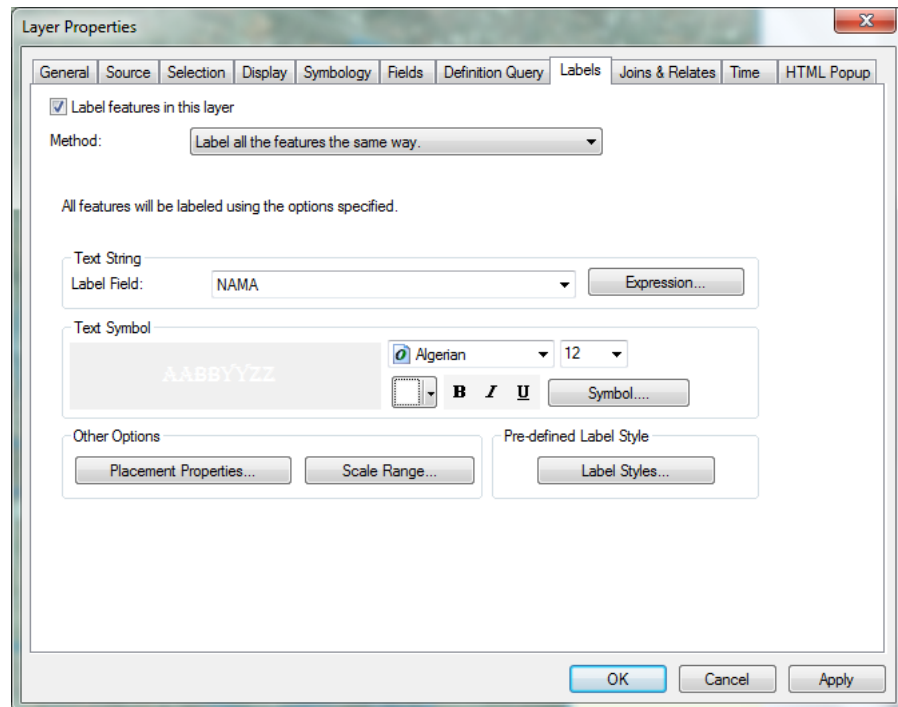 Layer Properties
General Source Selection Display Symbology Fields Definition Query Labels Joins & Relates Time HTML Popup
Label features in this layer
Method: Label all the features the same way.
All features will be labeled using the options specified.
Text String
Label Field: NAMA Expression...
Text Symbol
AABBYYZZ
Algerian 12
B I U Symbol....
Other Options
Placement Properties... Scale Range...
Pre-defined Label Style
Label Styles...
OK Cancel Apply